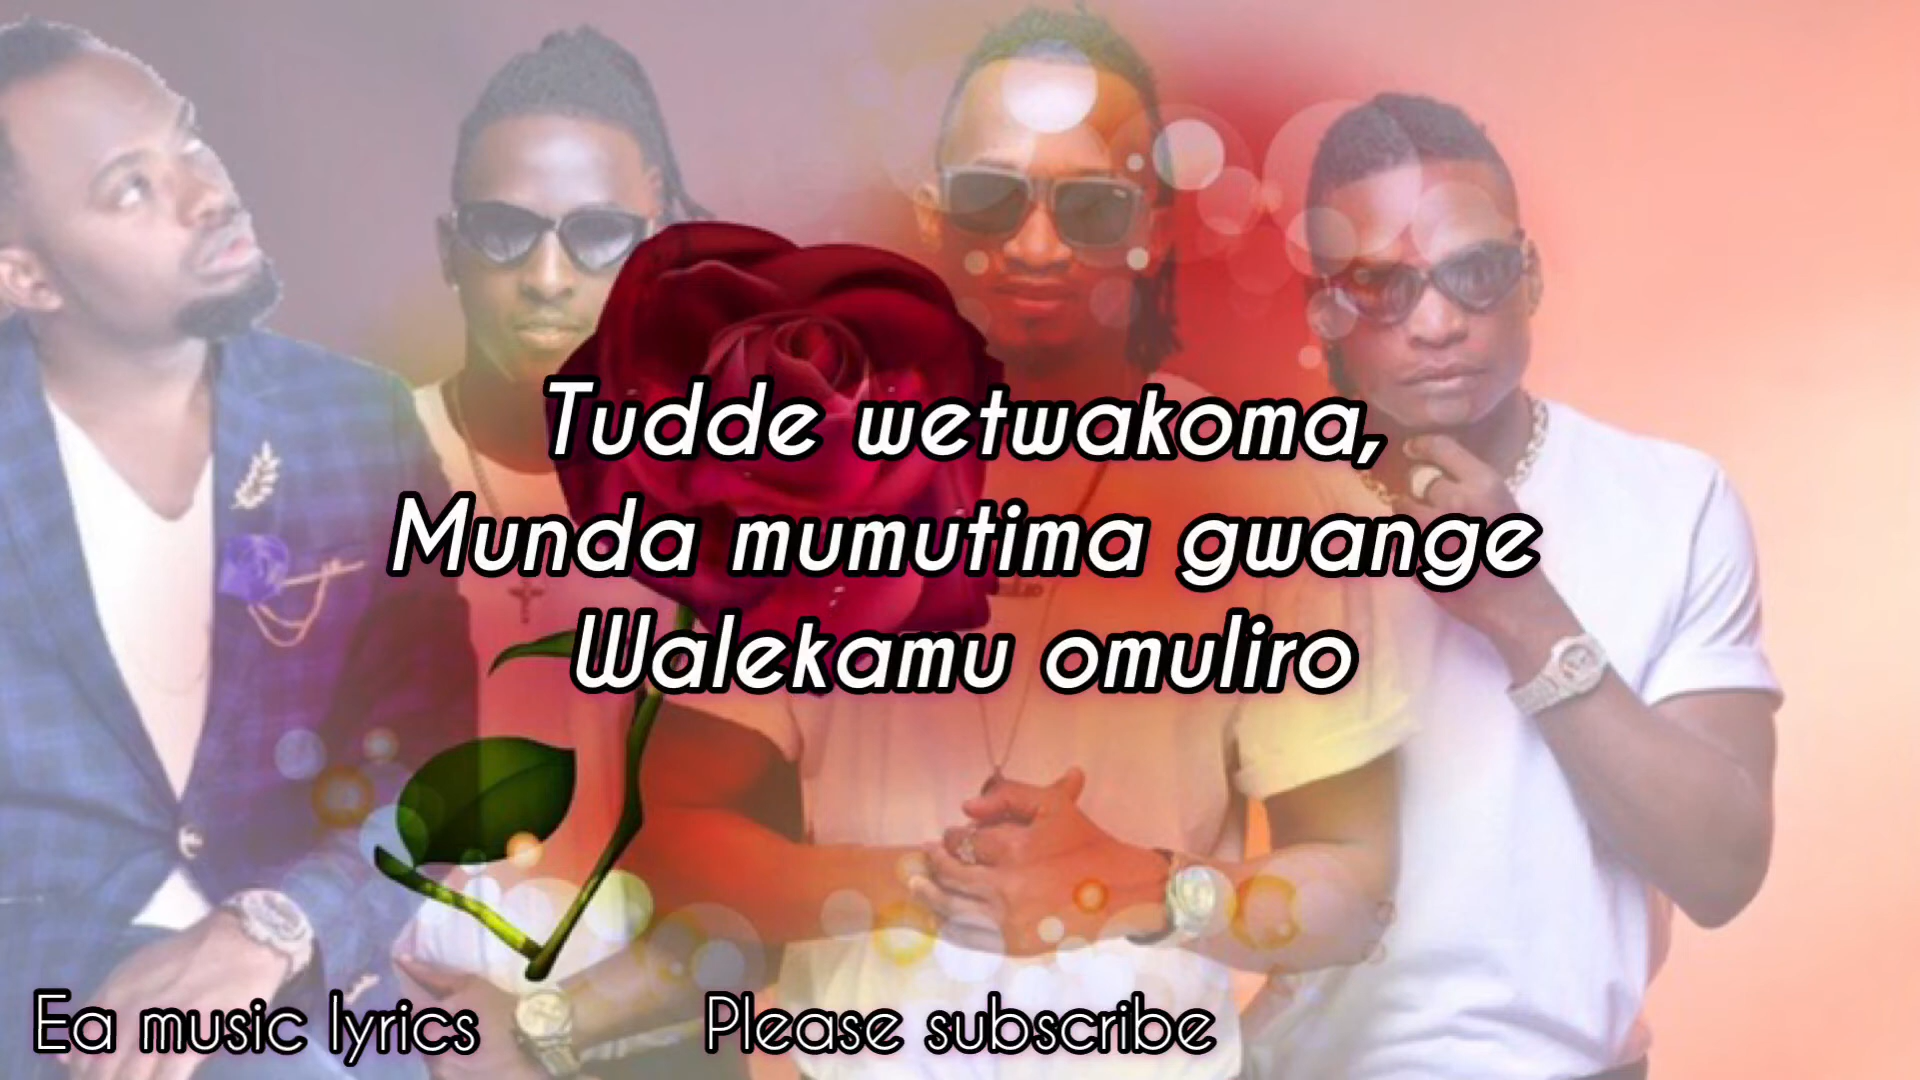 Tudde wetwakoma,
Munda mumutima gwange
Walekamu omuliro
Ea music lyrics
Please subscribe